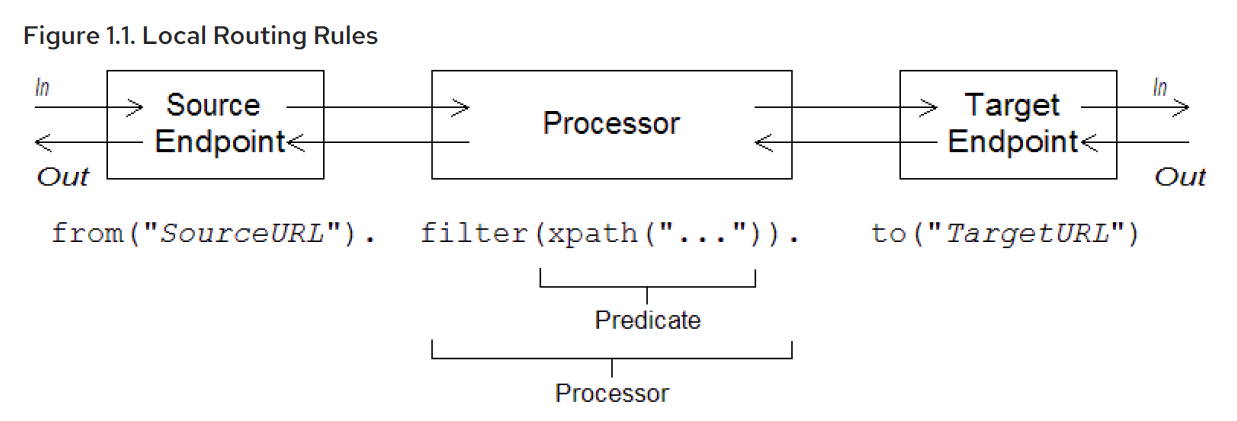 Figure 1.1. Local Routing Rules
In
Source
Endpoint
Out
Processor
Target
Endpoint
In
Out
from("SourceURL"). filter(xpath("...")). to("TargetURL")
Predicate
Processor